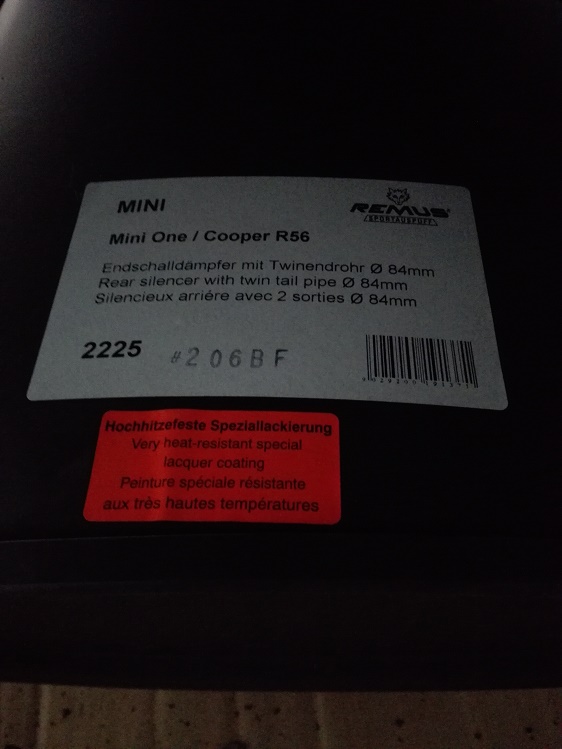 MINI
REMUS
SPORTAUSPUFF
Mini One / Cooper R56
Endschalldämpfer mit Twinendrohr Ø 84mm
Rear silencer with twin tail pipe Ø 84mm
Silencieux arriére avec 2 sorties Ø 84mm
2225 #206BF
Hochhitzefeste Speziallackierung
Very heat-resistant special
lacquer coating
Peinture spéciale résistante
aux très hautes températures